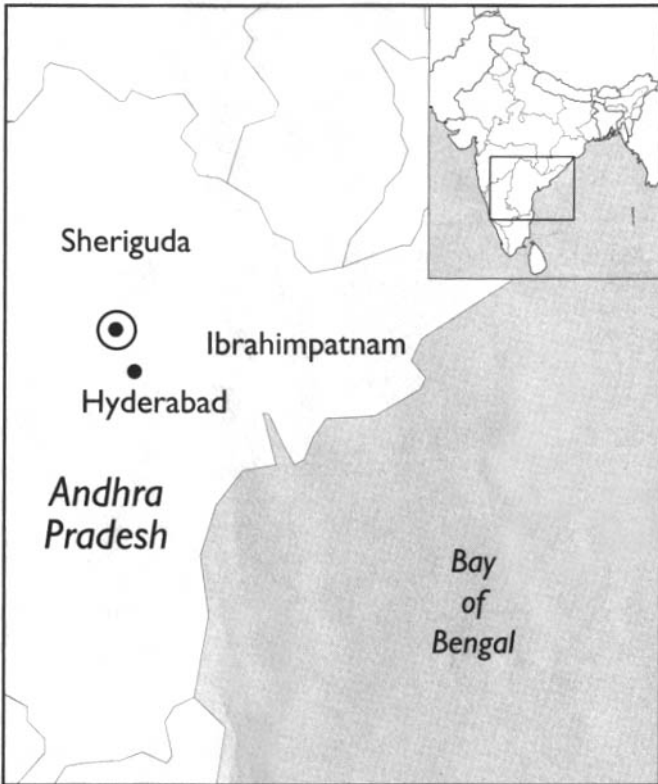 Sheriguda
Ibrahimpatnam
Hyderabad
Andhra
Pradesh
Bay
of
Bengal